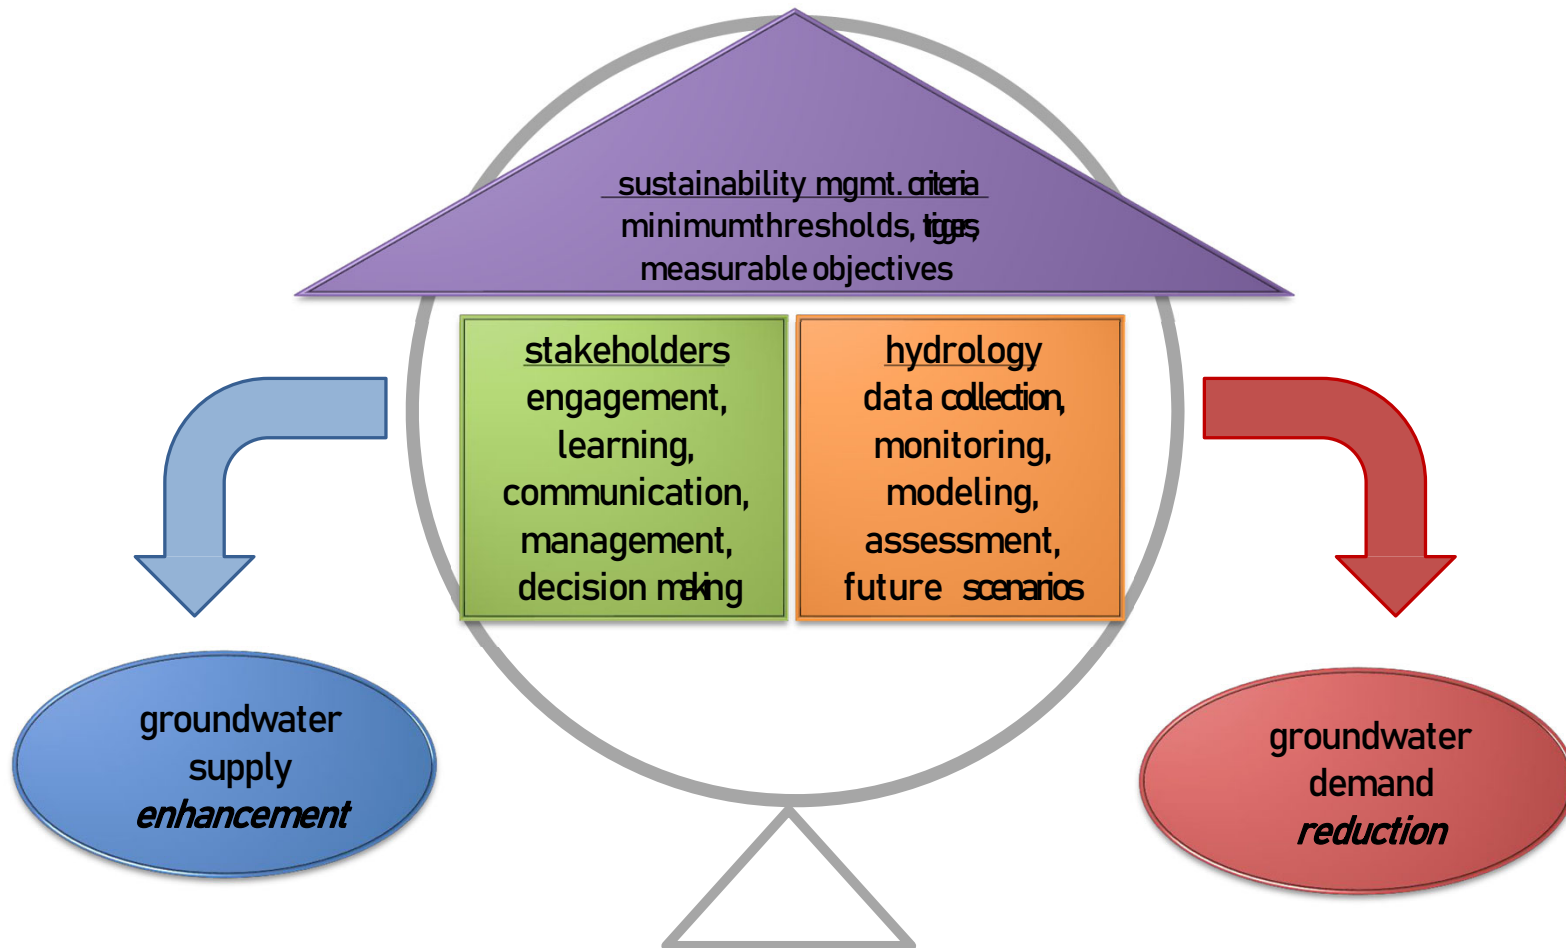 sustainability mgmt. criteria
minimum thresholds, triggers,
measurable objectives
stakeholders
engagement,
learning,
communication,
management,
decision making
hydrology
data collection,
monitoring,
modeling,
assessment,
future scenarios
groundwater
supply
enhancement
groundwater
demand
reduction